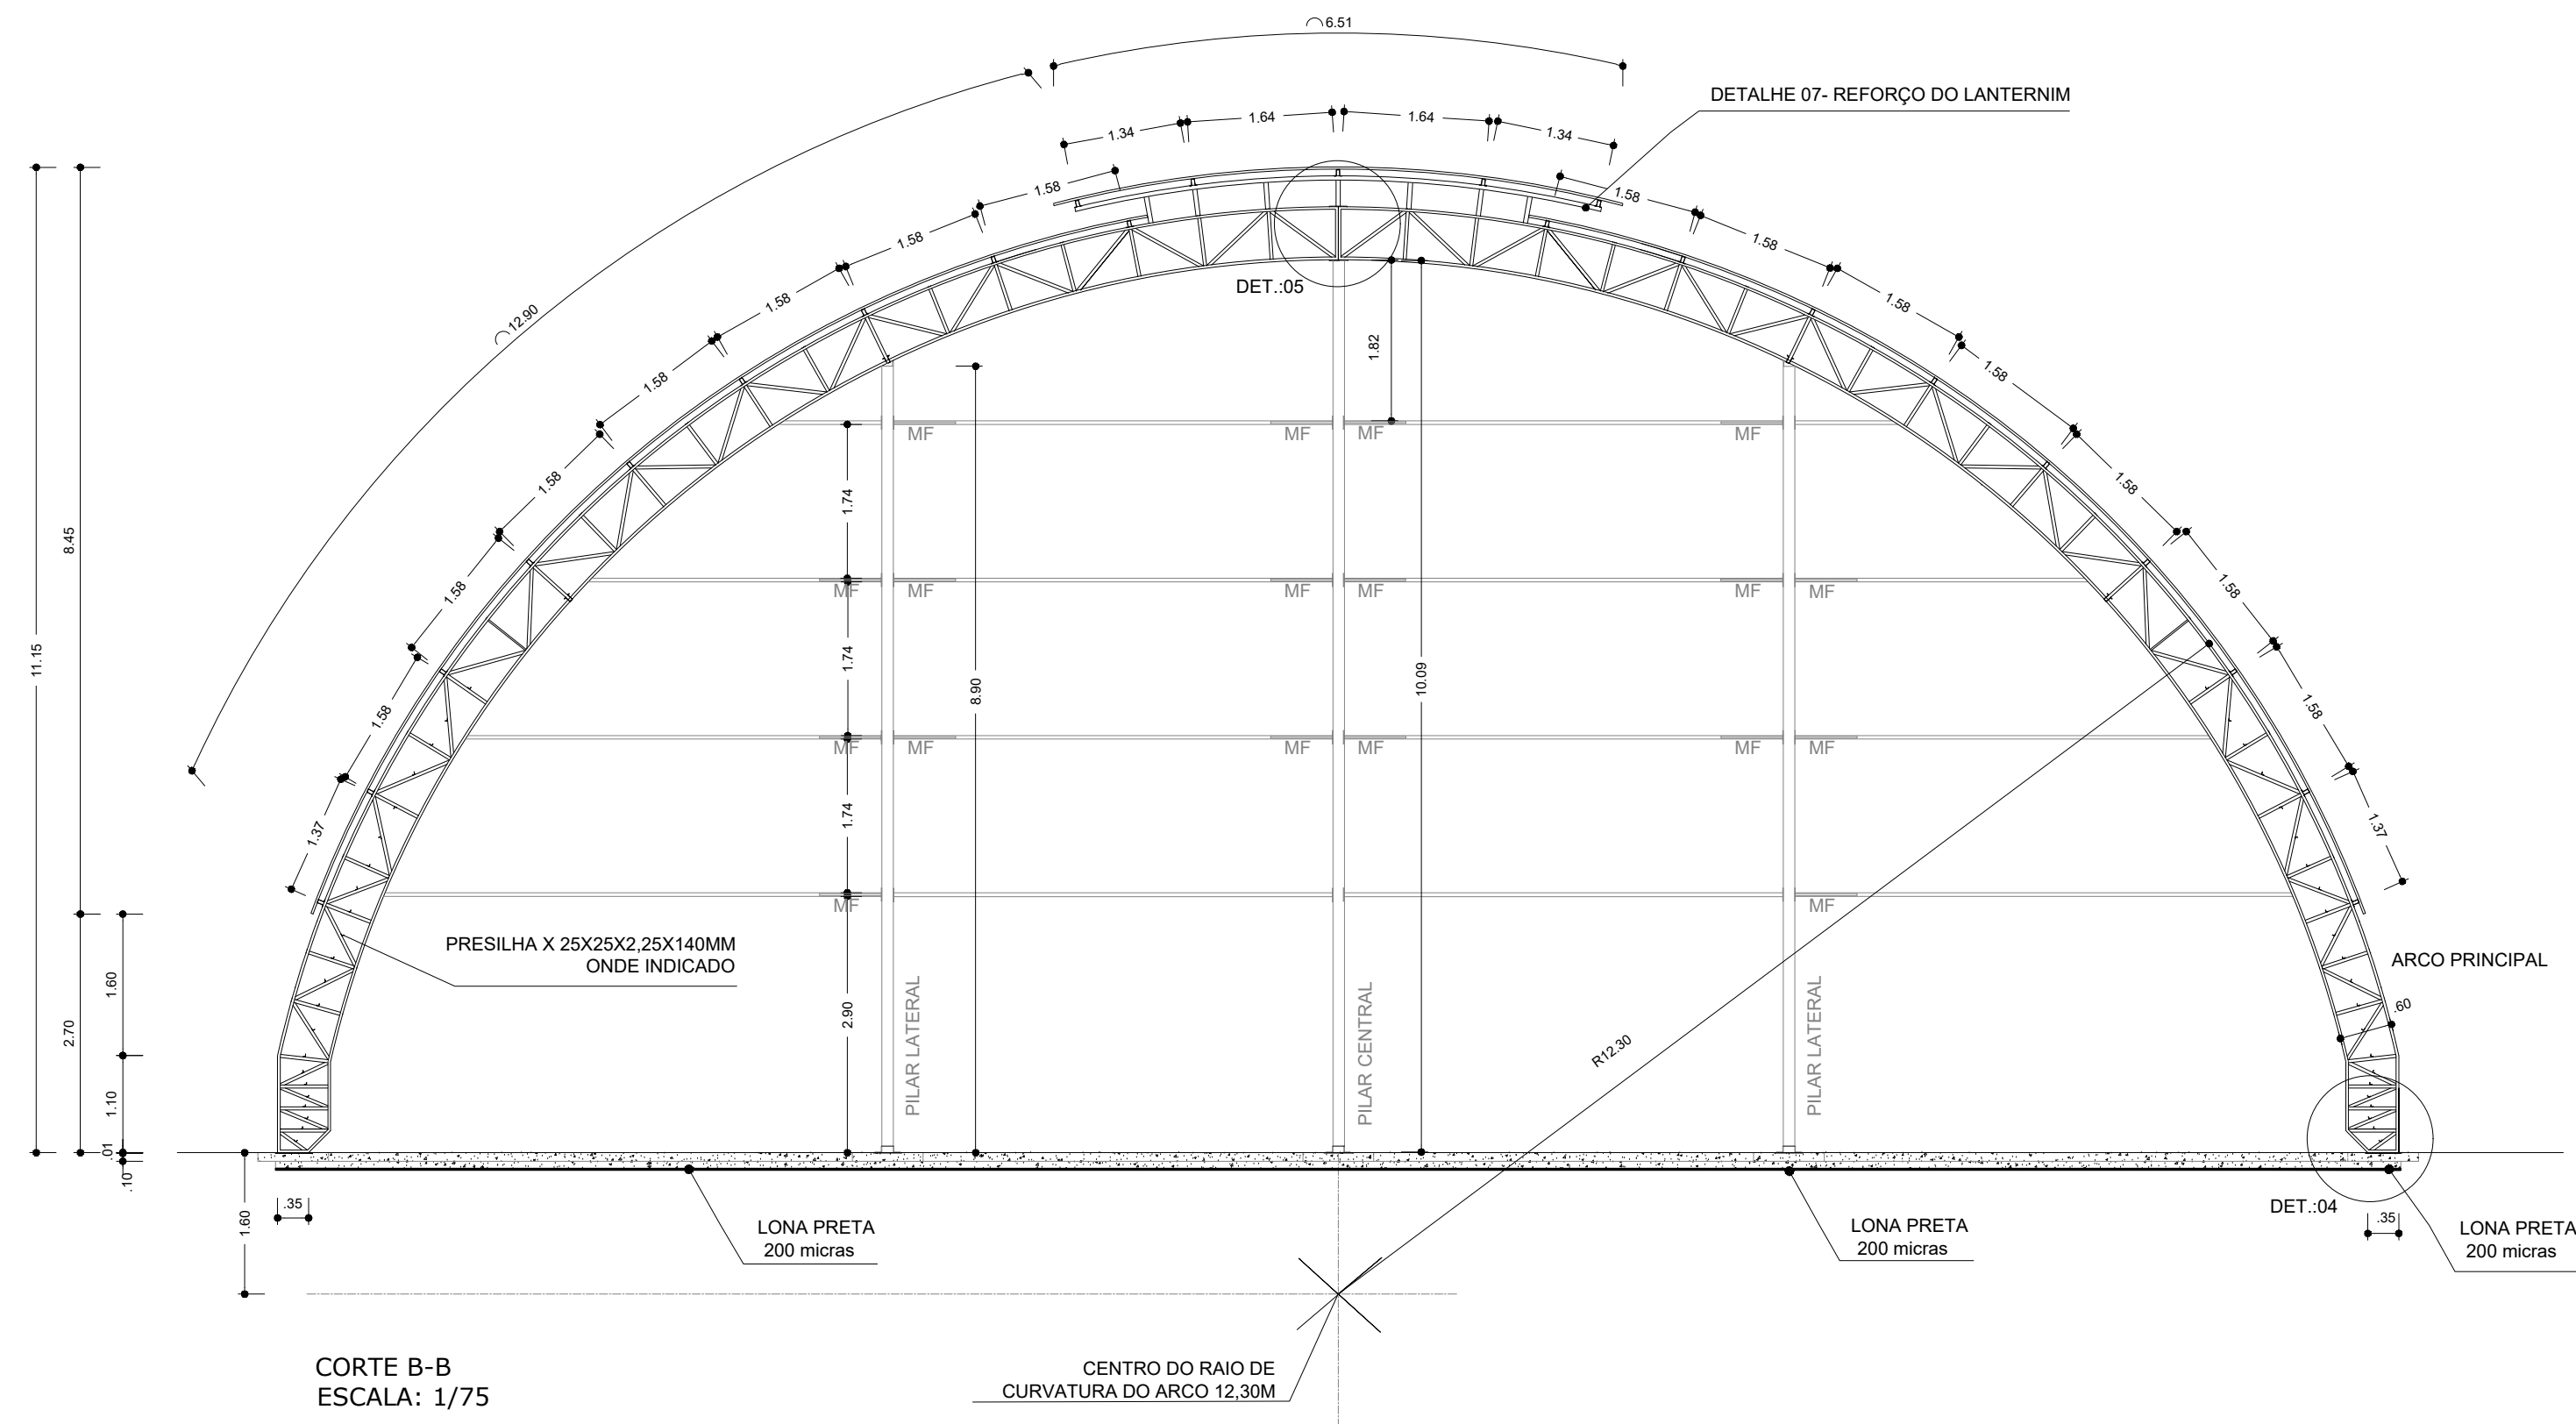 6.51
DETALHE 07- REFORÇO DO LANTERNIM
1.34
1.64
1.64
1.34
1.58
1.58
1.58
1.58
1.58
1.58
1.58
1.58
1.37
12.90
1.58
1.58
1.58
1.58
1.58
1.58
1.58
1.37
DET.:05
1.82
8.45
11.15
MF
MF
MF
MF
1.74
MF
MF
MF
MF
MF
MF
1.74
8.90
10.09
MF
MF
MF
MF
MF
MF
1.74
MF
MF
PRESILHA X 25X25X2,25X140MM
ONDE INDICADO
ARCO PRINCIPAL
.60
1.60
2.70
1.10
.01
.10
2.90
PILAR LATERAL
PILAR CENTRAL
PILAR LATERAL
R12.30
.35
1.60
LONA PRETA
200 micras
LONA PRETA
200 micras
DET.:04
.35
LONA PRETA
200 micras
CORTE B-B
ESCALA: 1/75
CENTRO DO RAIO DE
CURVATURA DO ARCO 12,30M